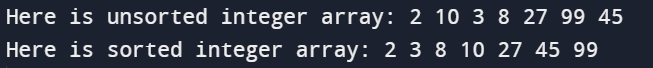 Here is unsorted integer array: 2 10 3 8 27 99 45
Here is sorted integer array: 2 3 8 10 27 45 99